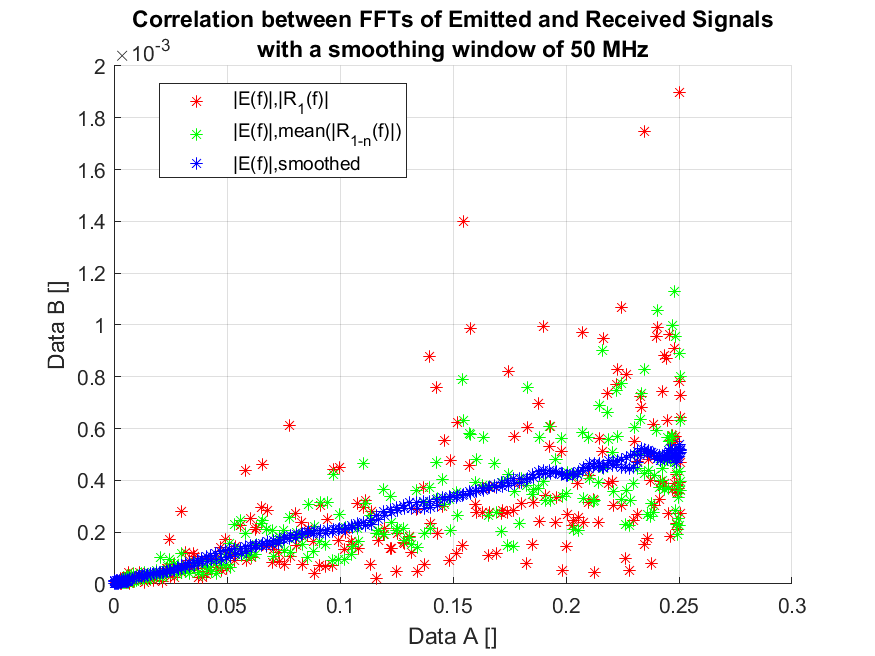 Correlation between FFTs of Emitted and Received Signals
with a smoothing window of 50 MHz
×10-3
2
1.8
1.6
1.4
1.2
1
0.8
0.6
0.4
0.2
0
|E(f)|,|R1(f)|
|E(f)|,mean(|R1-n(f)|)
|E(f)|,smoothed
Data B []
0 0.05 0.1 0.15 0.2 0.25 0.3
Data A []